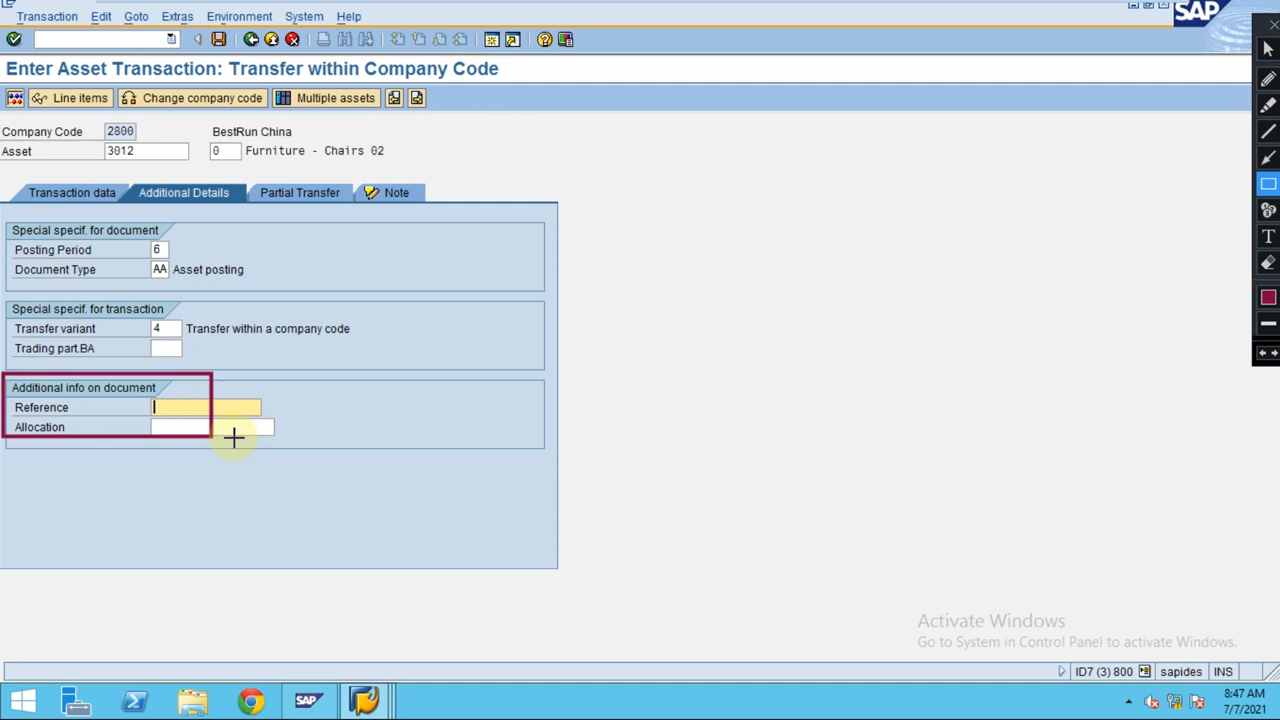 Transaction Edit Goto Extras Environment System Help
SAP
Enter Asset Transaction: Transfer within Company Code
Line items Change company code Multiple assets
Company Code 2800 BestRun China
Asset 3012 0 Furniture - Chairs 02
Transaction data Additional Details Partial Transfer Note
Special specif. for document
Posting Period 6
Document Type AA Asset posting
Special specif. for transaction
Transfer variant 4 Transfer within a company code
Trading part.BA
Additional info on document
Reference
Allocation
T
Activate Windows
Go to System in Control Panel to activate Windows.
ID7 (3) 800 sapides INS
SAP
8:47 AM
7/7/2021